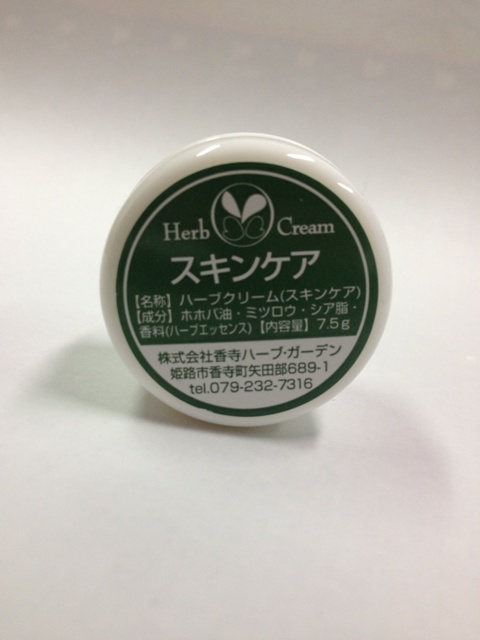 Herb Cream
スキンケア
【名称】ハーブクリーム(スキンケア)
【成分】ホホバ油・ミツロウ・シア脂・
香料(ハーブエッセンス)【内容量】7.5g
株式会社香寺ハーブ・ガーデン
姫路市香寺町矢田部689-1
tel.079-232-7316